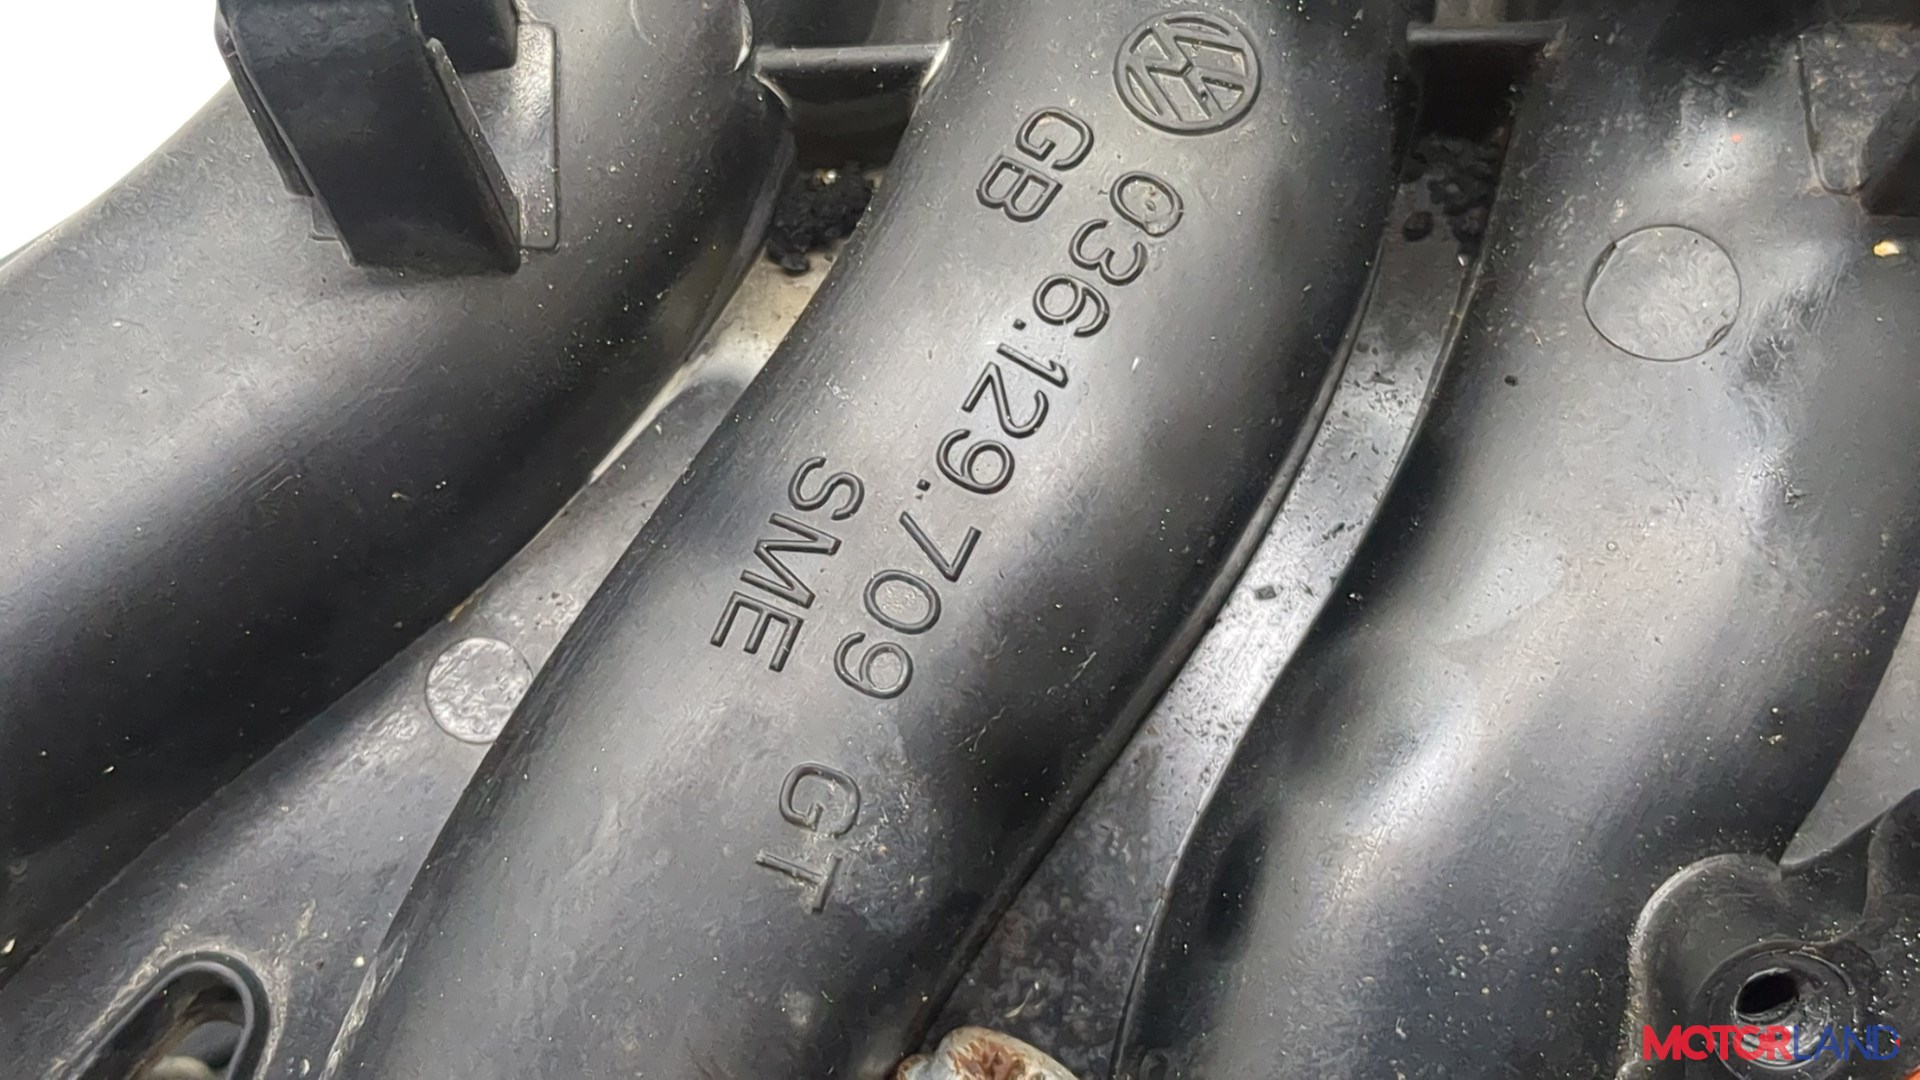 036.129.709 GT
GB
SME
MOTORLAND